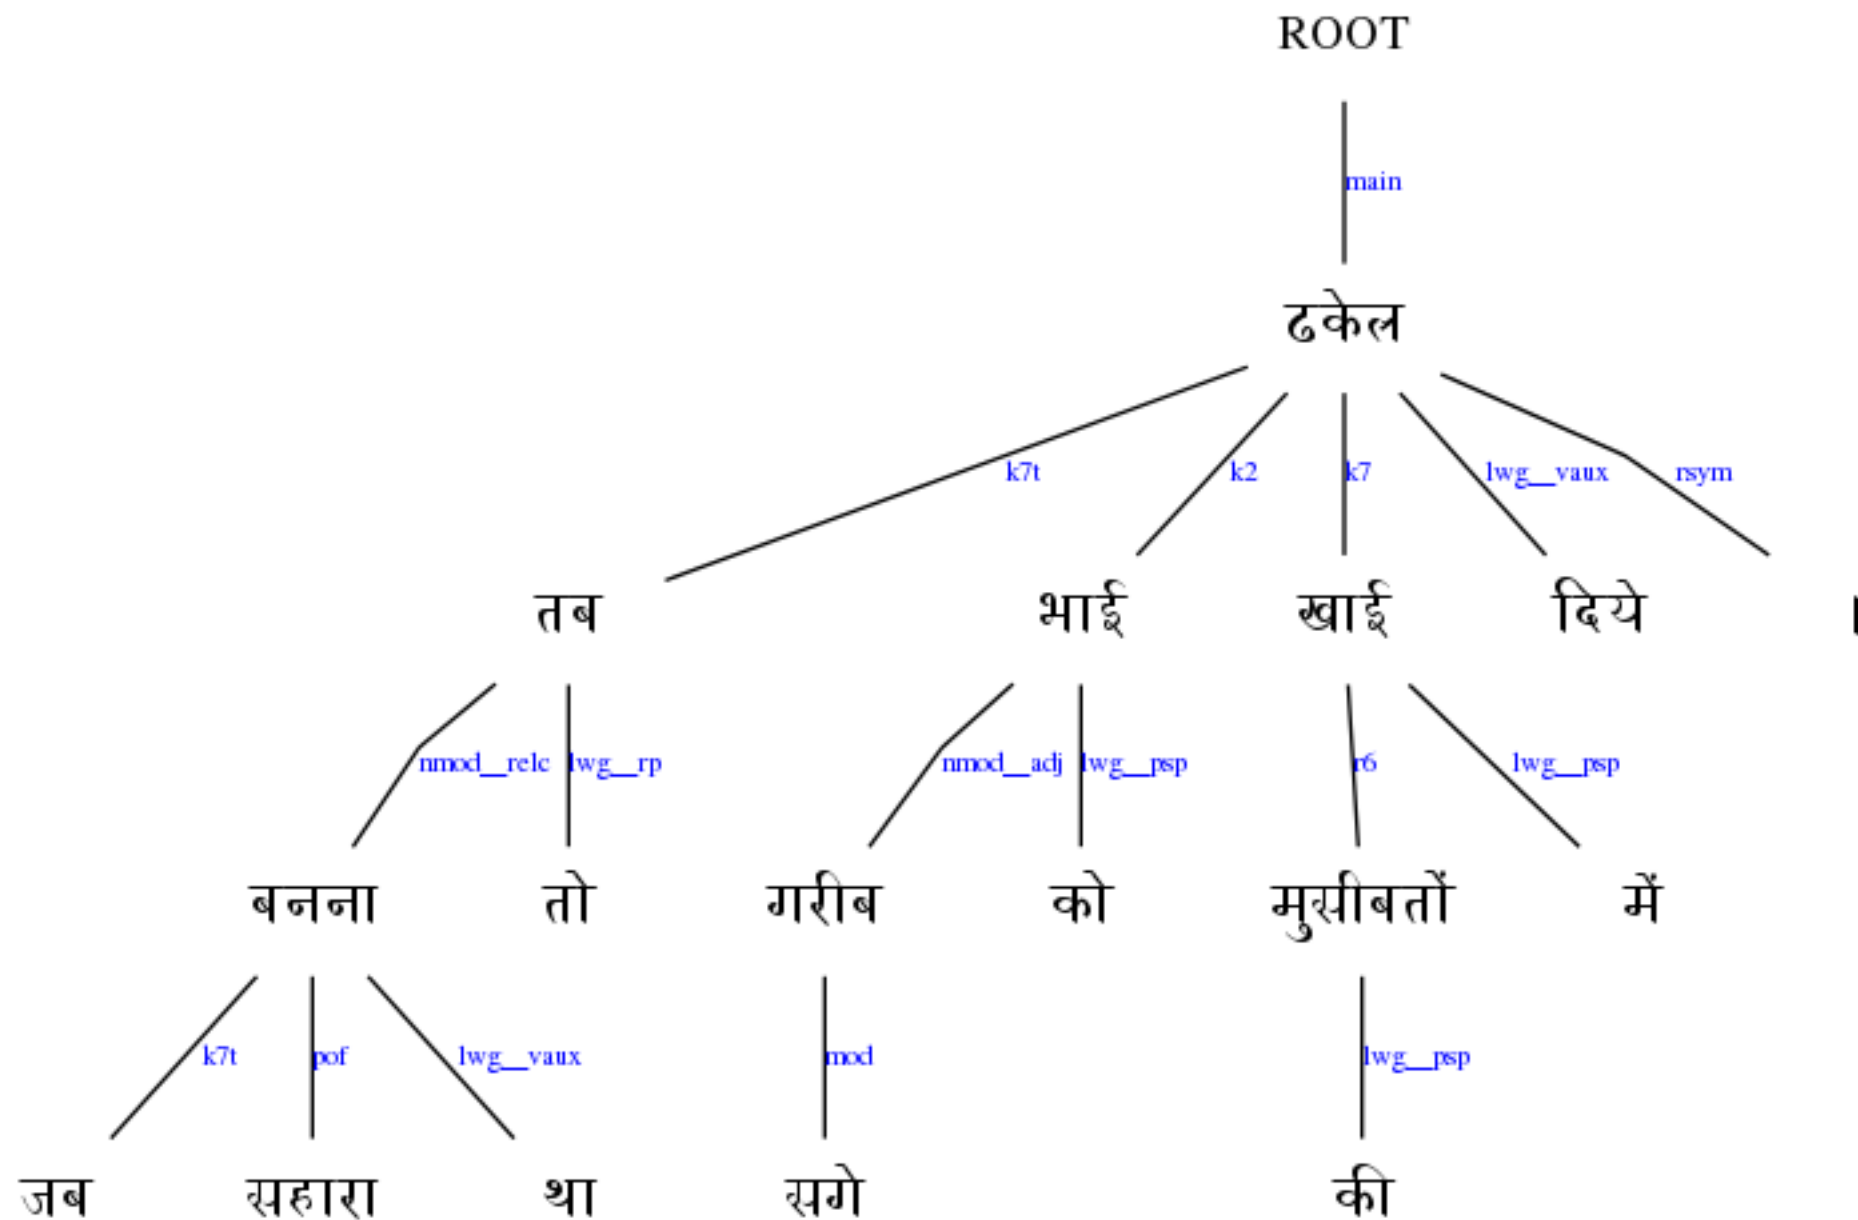 ROOT
main
ढकेल
k7t k2 k7 lwg__vaux rsym
तब भाई खाई दिये ।
nmod__relc lwg__rp nmod__adj lwg__psp r6 lwg__psp
बनना तो गरीब को मुसीबतों में
k7t pof lwg__vaux mod lwg__psp
जब सहारा था सगे की